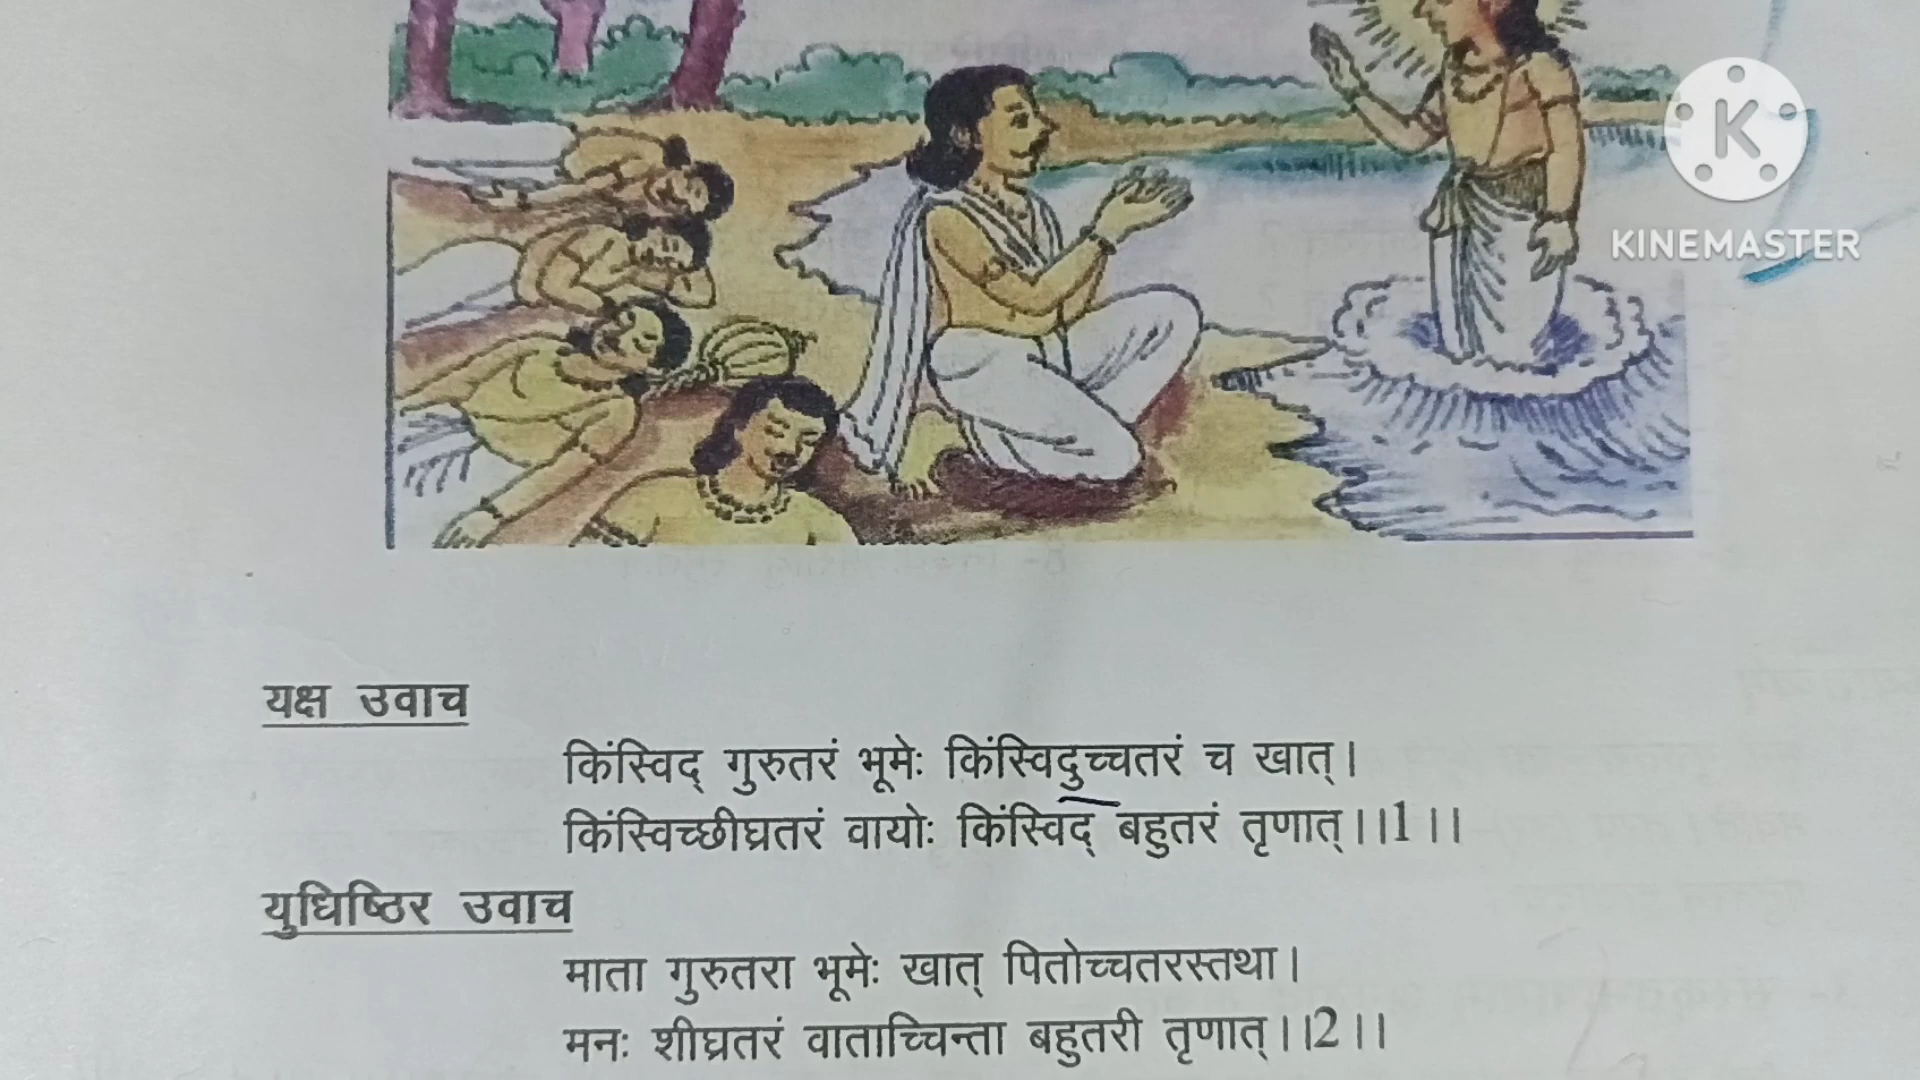 K
KINEMASTER
यक्ष उवाच
किंस्विद् गुरुतरं भूमेः किंस्विदुच्चतरं च खात्।
किंस्विच्छीघ्रतरं वायोः किंस्विद् बहुतरं तृणात्।।1।।
युधिष्ठिर उवाच
माता गुरुतरा भूमेः खात् पितोच्चतरस्तथा।
मनः शीघ्रतरं वाताच्चिन्ता बहुतरी तृणात्।।2।।